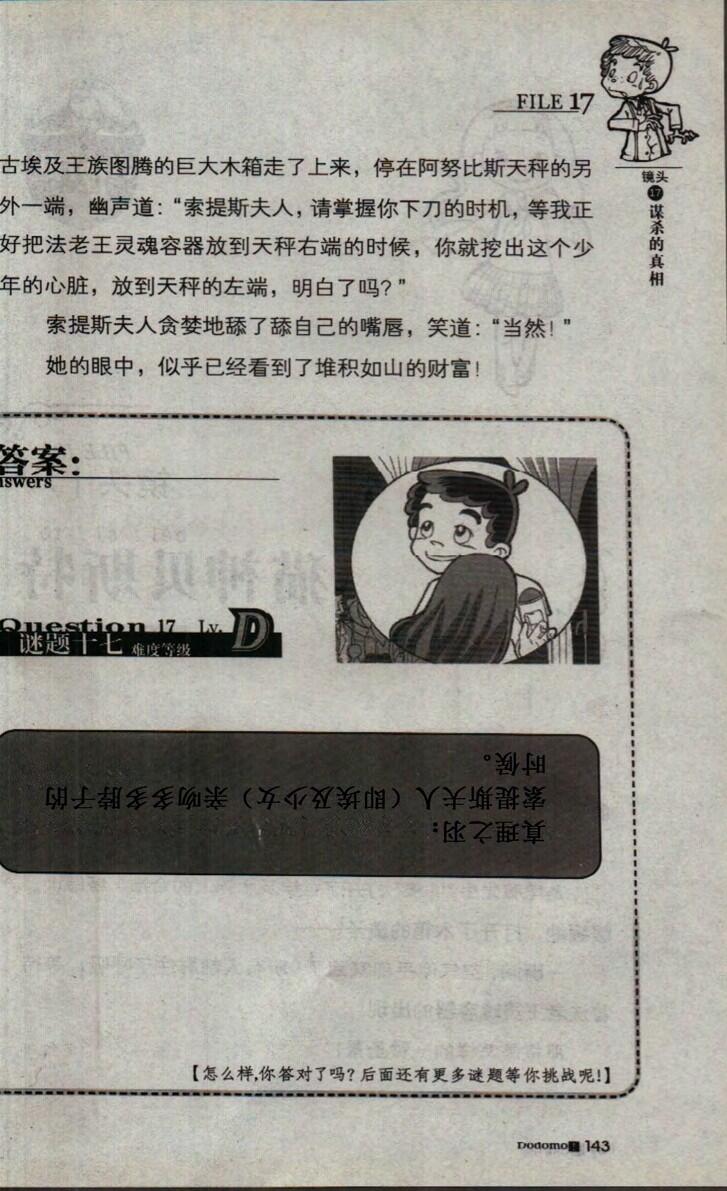 FILE 17
镜头
17
谋杀的真相
古埃及王族图腾的巨大木箱走了上来，停在阿努比斯天秤的另
外一端，幽声道：“索提斯夫人，请掌握你下刀的时机，等我正
好把法老王灵魂容器放到天秤右端的时候，你就挖出这个少
年的心脏，放到天秤的左端，明白了吗？”
索提斯夫人贪婪地舔了舔自己的嘴唇，笑道：“当然！”
她的眼中，似乎已经看到了堆积如山的财富！
答案：
nswers
Question 17 Lv. D
谜题十七 难度等级
真理之羽：
索提斯夫人（即埃及少女）亲吻多多脖子的
时候。
【怎么样,你答对了吗？后面还有更多谜题等你挑战呢!】
Dodomo! 143